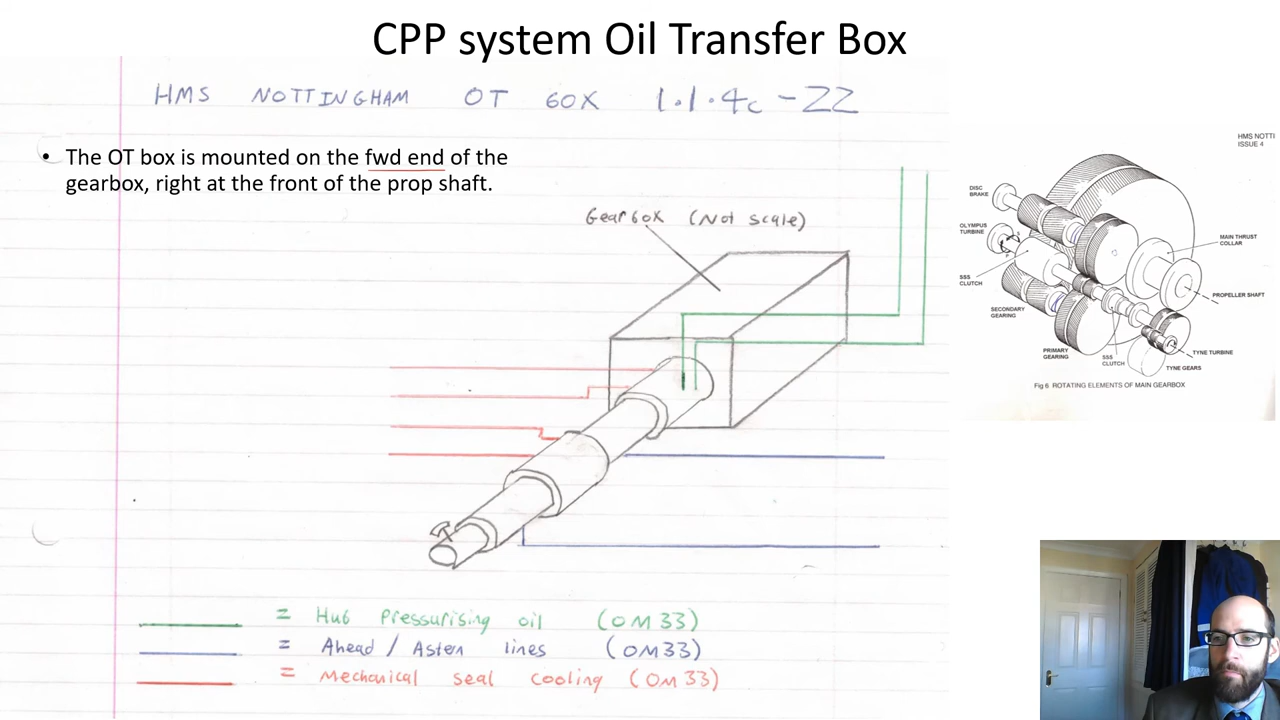 CPP system Oil Transfer Box
HMS NOTTINGHAM OT BOX 1.1.4c - ZZ
• The OT box is mounted on the fwd end of the
gearbox, right at the front of the prop shaft.
Gearbox (Not scale)
HMS NOTTI
ISSUE 4
DISC
BRAKE
OLYMPUS
TURBINE
SSS
CLUTCH
SECONDARY
GEARING
PRIMARY
GEARING
SSS
CLUTCH
MAIN THRUST
COLLAR
PROPELLER SHAFT
TYNE TURBINE
TYNE GEARS
Fig 6 ROTATING ELEMENTS OF MAIN GEARBOX
= Hub Pressurising oil (OM33)
= Ahead / Astern lines (OM33)
= Mechanical seal cooling (OM33)